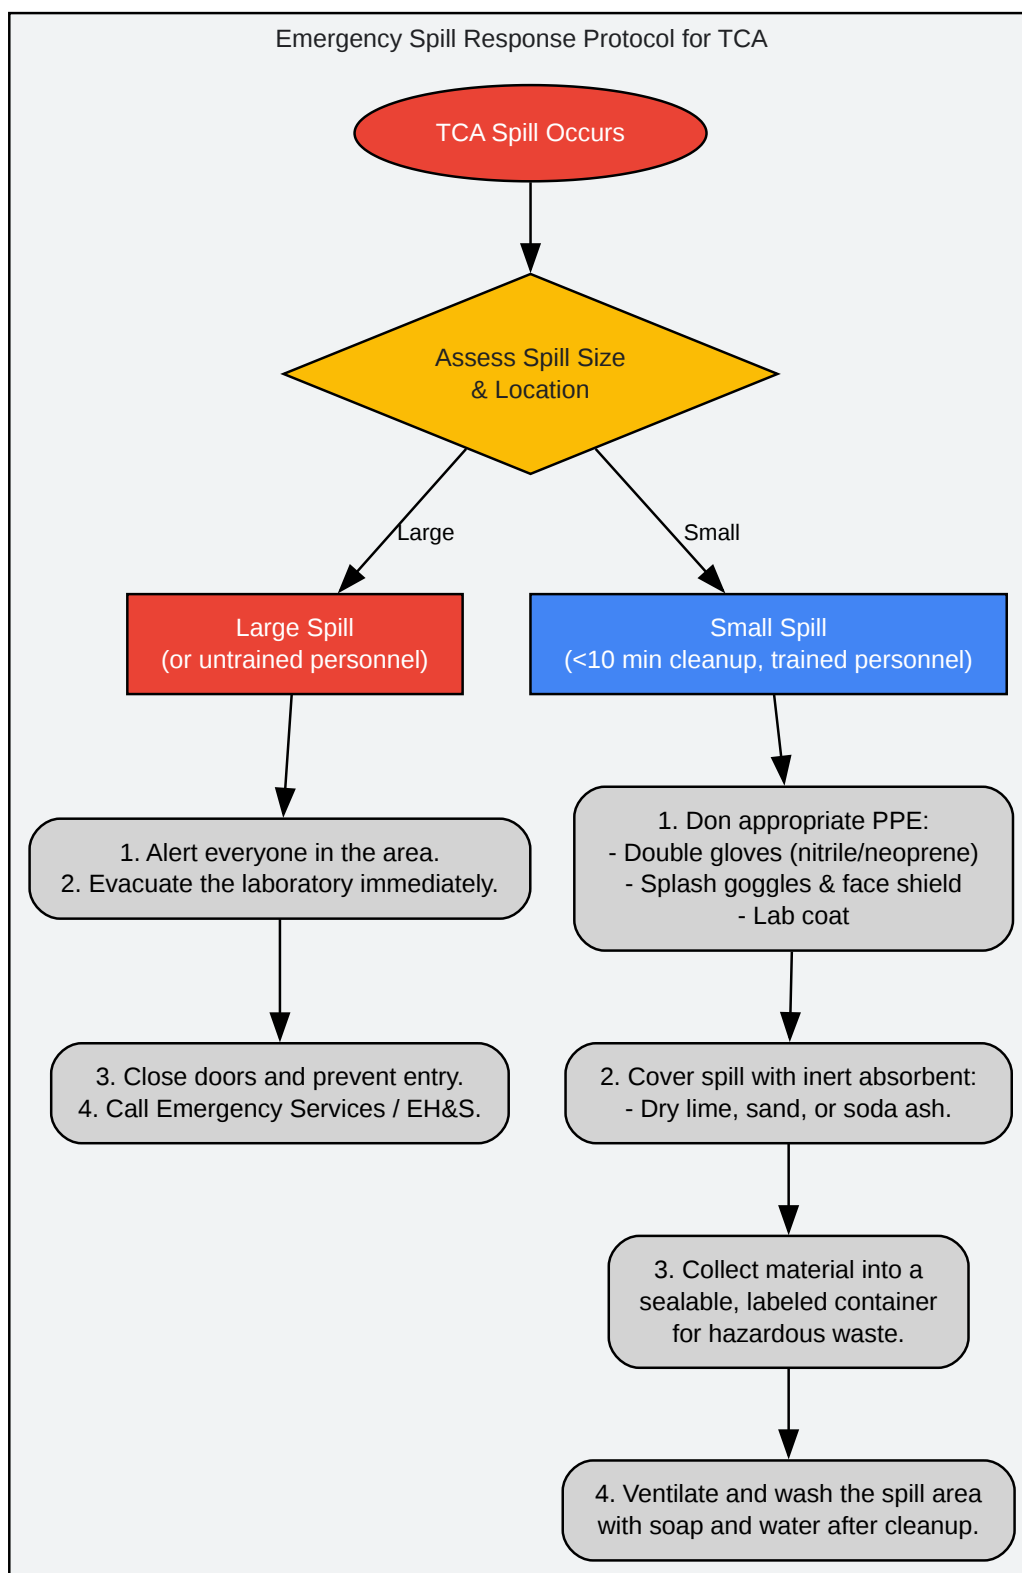 Emergency Spill Response Protocol for TCA
TCA Spill Occurs
Assess Spill Size
& Location
Large
Small
Large Spill
(or untrained personnel)
Small Spill
(<10 min cleanup, trained personnel)
1. Alert everyone in the area.
2. Evacuate the laboratory immediately.
1. Don appropriate PPE:
- Double gloves (nitrile/neoprene)
- Splash goggles & face shield
- Lab coat
3. Close doors and prevent entry.
4. Call Emergency Services / EH&S.
2. Cover spill with inert absorbent:
- Dry lime, sand, or soda ash.
3. Collect material into a
sealable, labeled container
for hazardous waste.
4. Ventilate and wash the spill area
with soap and water after cleanup.